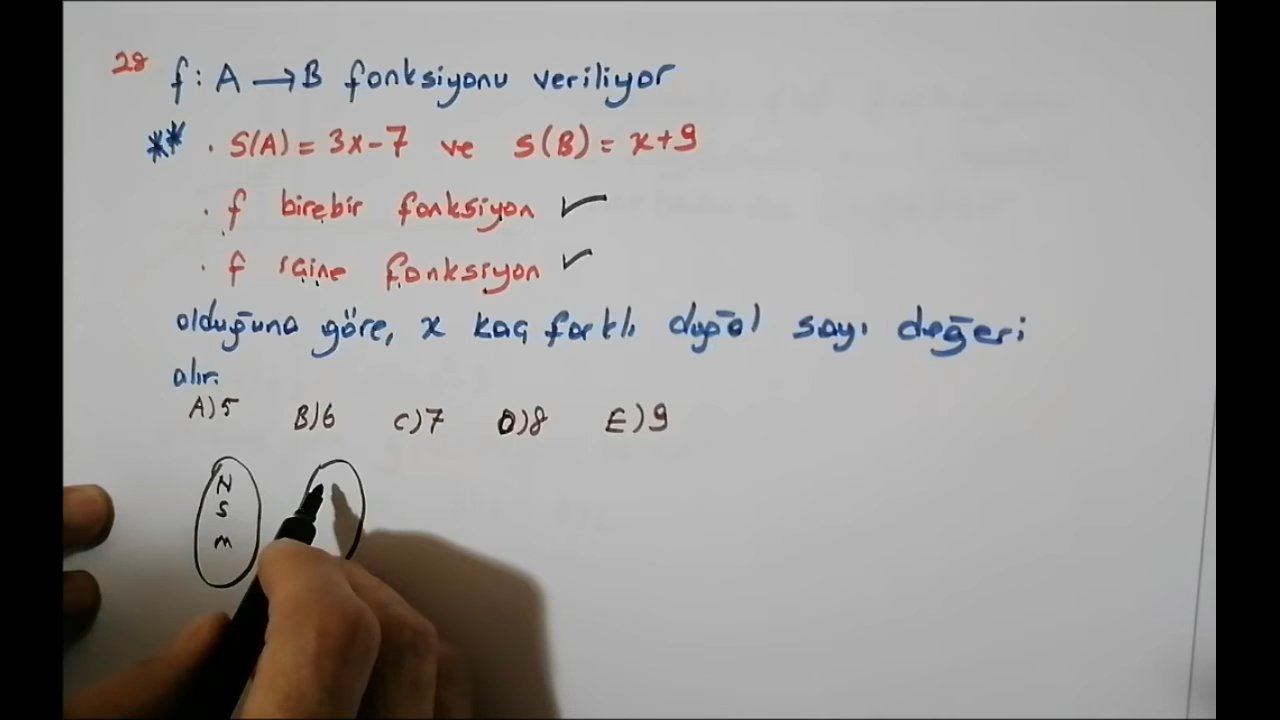 28 f: A → B fonksiyonu veriliyor
** . S(A) = 3x-7 ve S(B) = x+9
. f birebir fonksiyon ✓
. f içine fonksiyon ✓
olduğuna göre, x kaç farklı doğal sayı değeri
alır.
A) 5 B) 6 C) 7 D) 8 E) 9
N
S
M